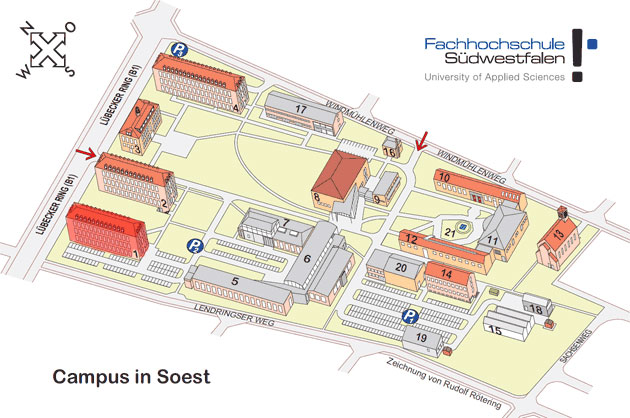 N
O
W
S
Fachhochschule
Südwestfalen
University of Applied Sciences
LÜBECKER RING (B1)
P
3
4
17
WINDMÜHLENWEG
3
16
WINDMÜHLENWEG
2
8
9
10
LÜBECKER RING (B1)
7
21
11
13
12
1
P
6
5
20
14
LENDRINGSER WEG
P
1
18
15
19
SACHSENWEG
Zeichnung von Rudolf Rötering
Campus in Soest